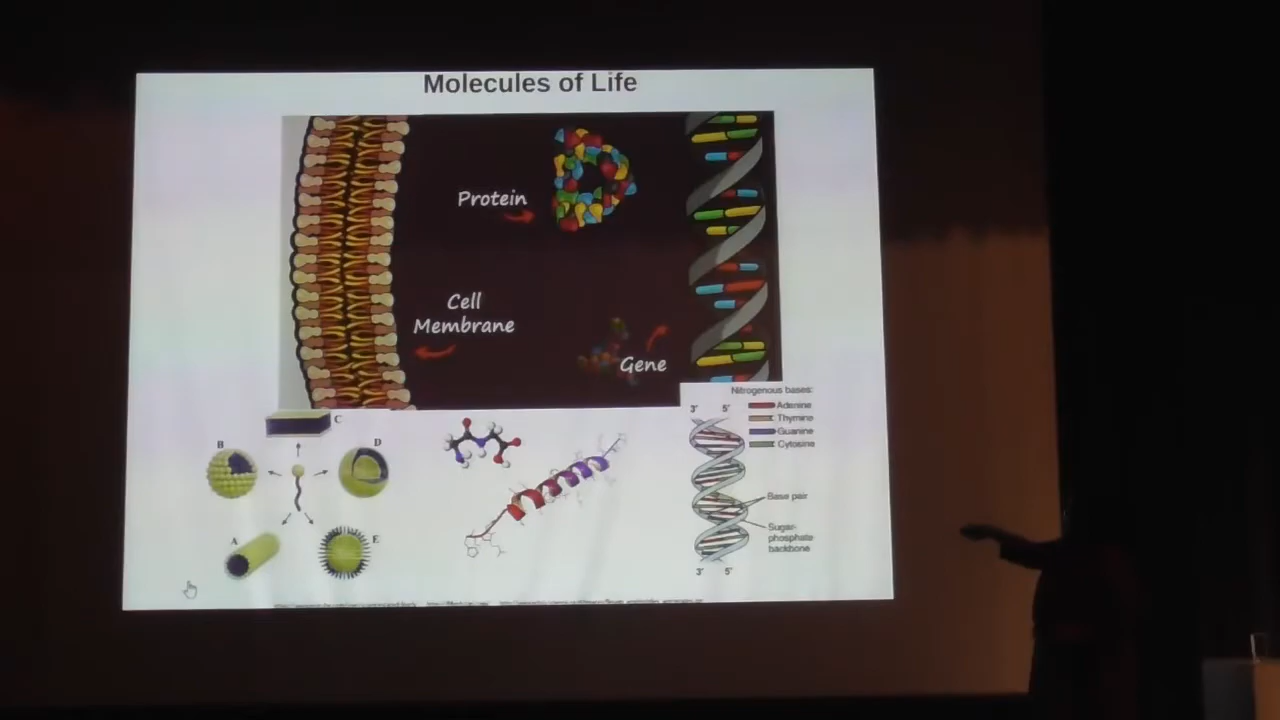 Molecules of Life
Protein
Cell
Membrane
Gene
Nitrogenous bases:
3' 5'
Adenine
Thymine
Guanine
Cytosine
Base pair
Sugar-
phosphate
backbone
3' 5'
C
B
D
A
E